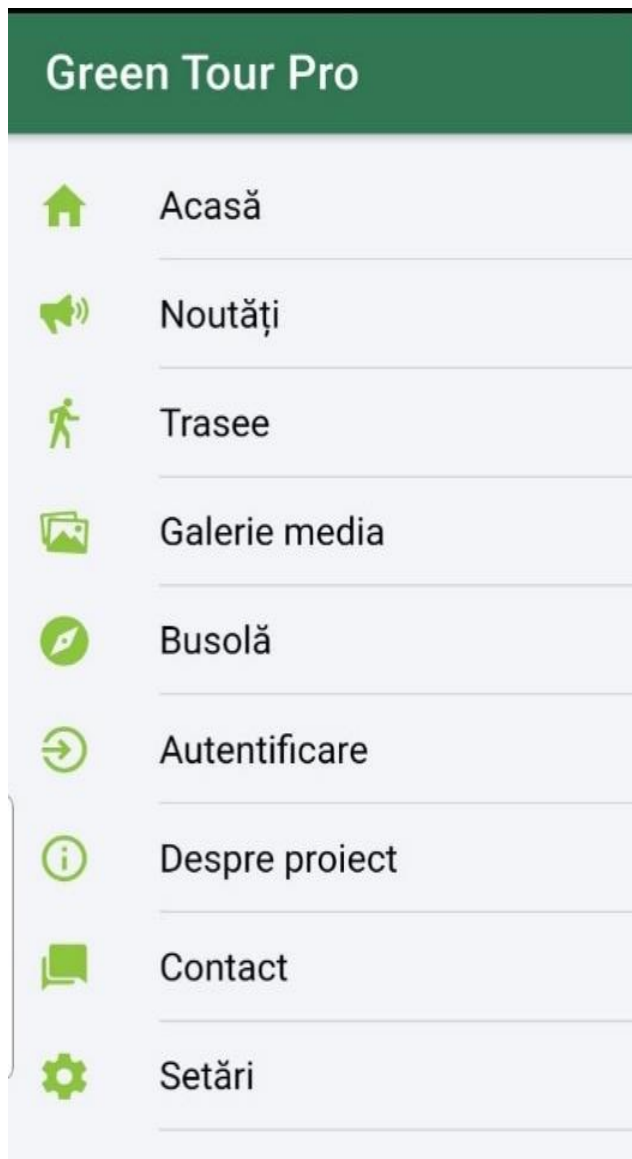 Green Tour Pro
Acasă
Noutăți
Trasee
Galerie media
Busolă
Autentificare
Despre proiect
Contact
Setări